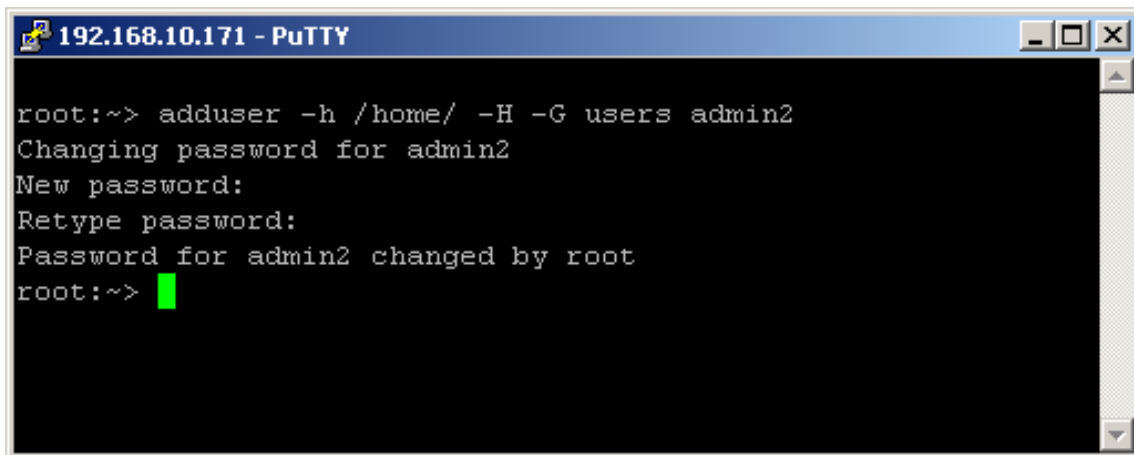 192.168.10.171 - PuTTY
root:~> adduser -h /home/ -H -G users admin2
Changing password for admin2
New password:
Retype password:
Password for admin2 changed by root
root:~>